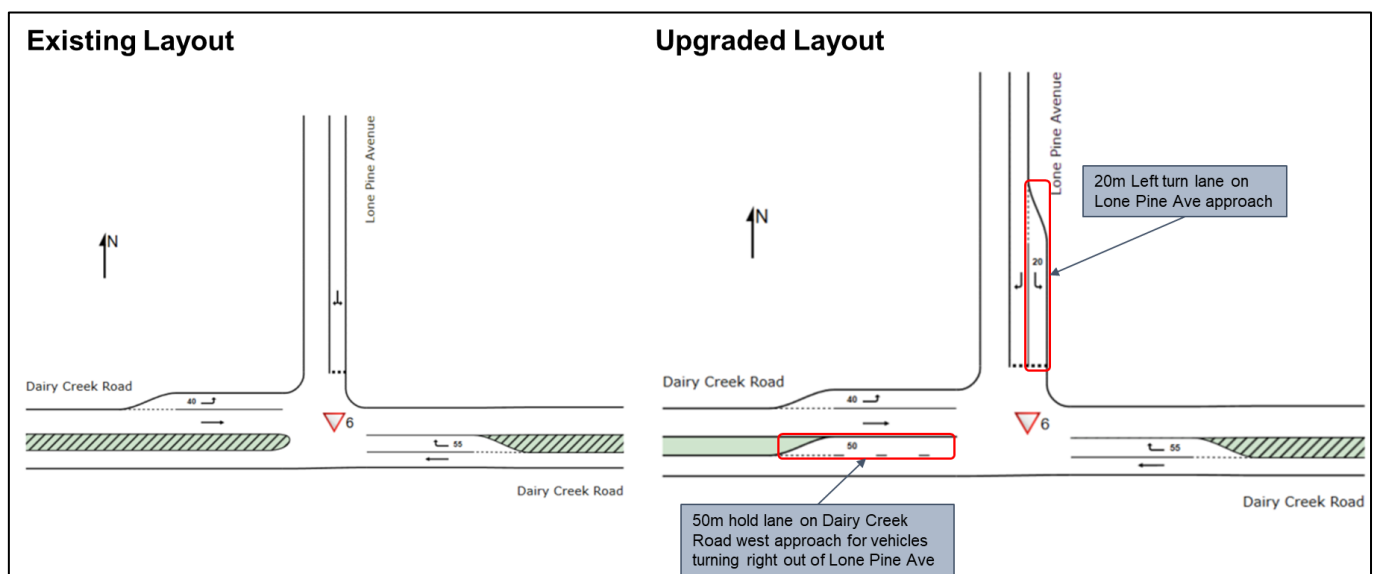 Existing Layout
N
Lone Pine Avenue
Dairy Creek Road
40
6
55
Dairy Creek Road
Upgraded Layout
N
Lone Pine Avenue
20m Left turn lane on
Lone Pine Ave approach
20
Dairy Creek Road
40
6
50
55
Dairy Creek Road
50m hold lane on Dairy Creek
Road west approach for vehicles
turning right out of Lone Pine Ave